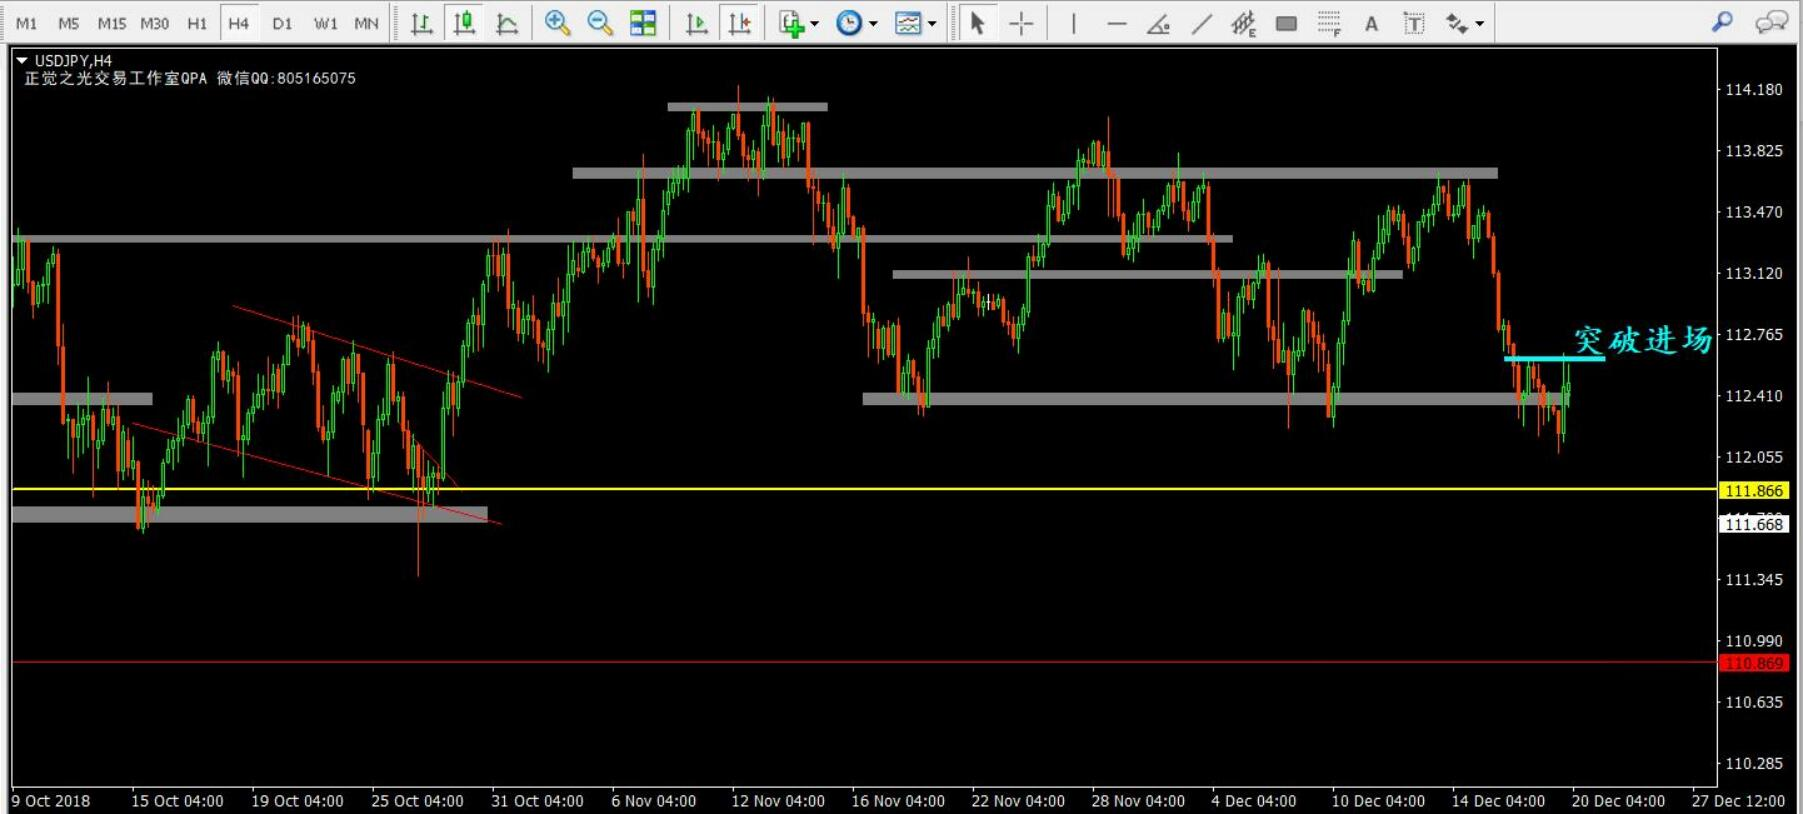 M1 M5 M15 M30 H1 H4 D1 W1 MN
E F A T
USDJPY,H4
正觉之光交易工作室QPA 微信QQ:805165075
114.180
113.825
113.470
113.120
突破进场
112.765
112.410
112.055
111.866
111.668
111.345
110.990
110.869
110.635
110.285
9 Oct 2018 15 Oct 04:00 19 Oct 04:00 25 Oct 04:00 31 Oct 04:00 6 Nov 04:00 12 Nov 04:00 16 Nov 04:00 22 Nov 04:00 28 Nov 04:00 4 Dec 04:00 10 Dec 04:00 14 Dec 04:00 20 Dec 04:00 27 Dec 12:00